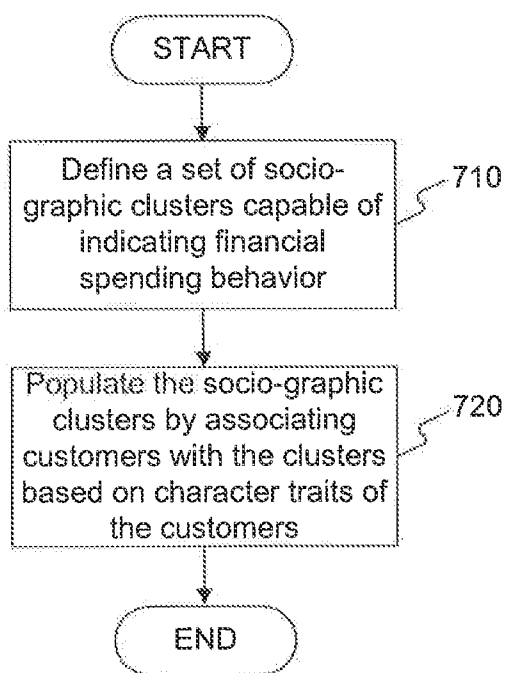 START
Define a set of socio-
graphic clusters capable of
indicating financial
spending behavior
710
Populate the socio-graphic
clusters by associating
customers with the clusters
based on character traits of
the customers
720
END